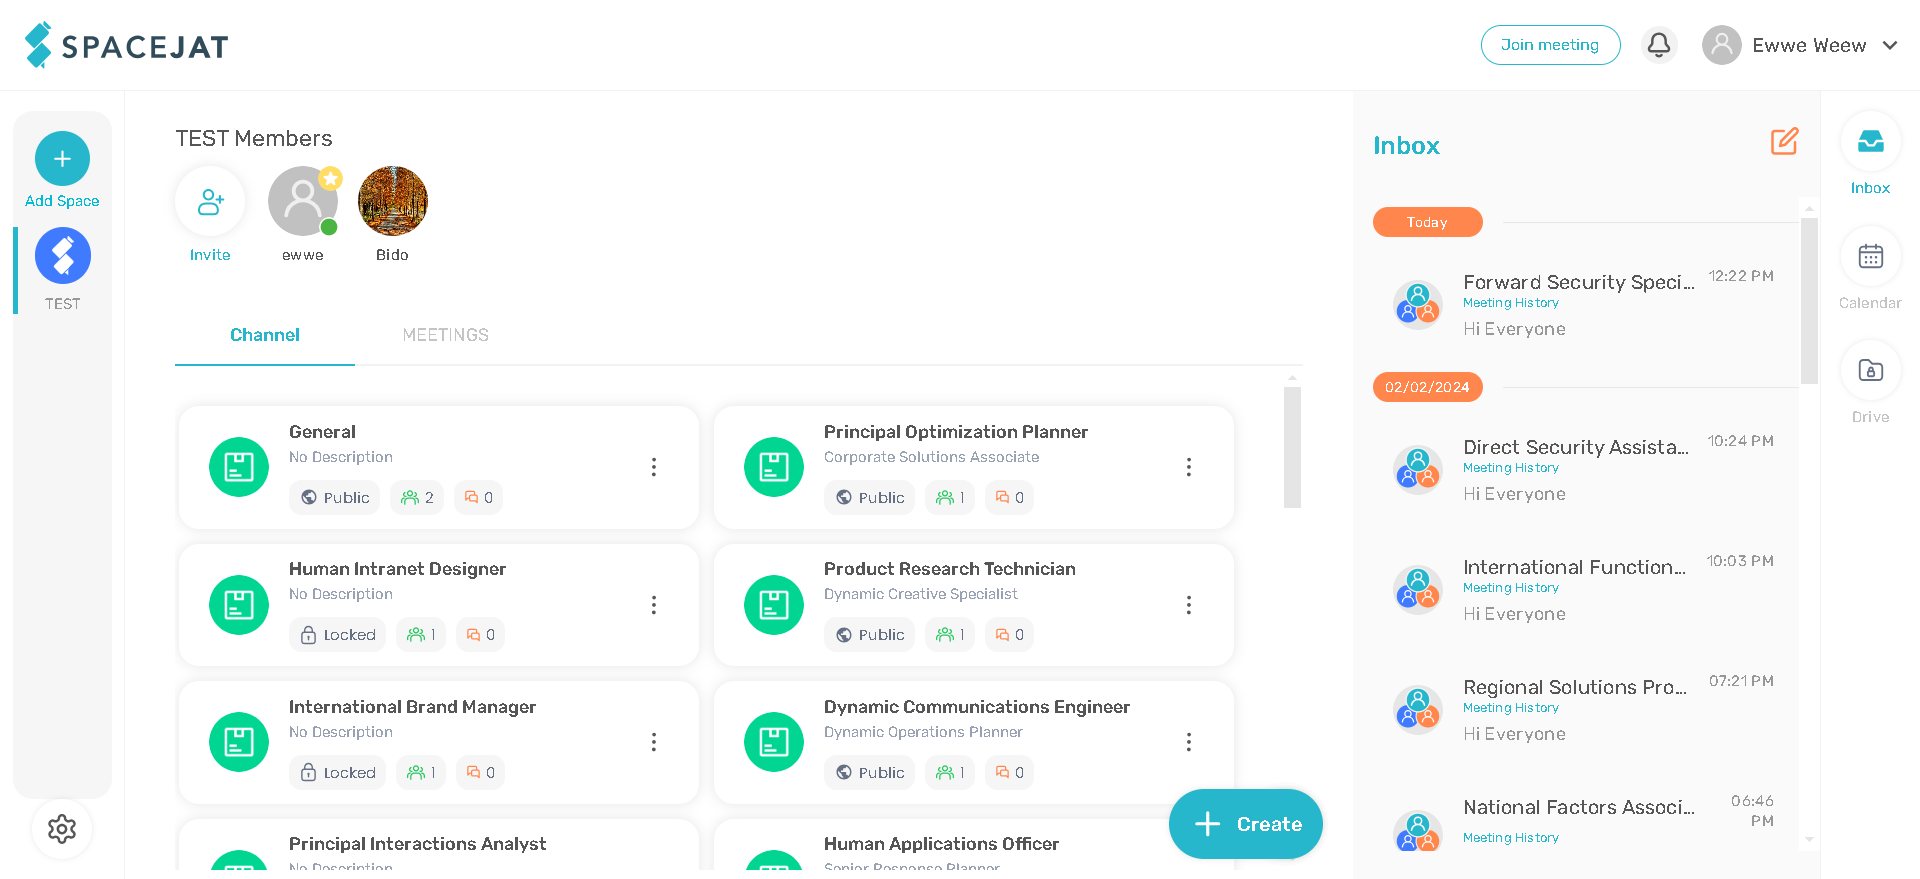 SPACEJAT
Join meeting
Ewwe Weew
Add Space
TEST
TEST Members
Invite
ewwe
Bido
Channel
MEETINGS
General
No Description
Public
2
0
Principal Optimization Planner
Corporate Solutions Associate
Public
1
0
Human Intranet Designer
No Description
Locked
1
0
Product Research Technician
Dynamic Creative Specialist
Public
1
0
International Brand Manager
No Description
Locked
1
0
Dynamic Communications Engineer
Dynamic Operations Planner
Public
1
0
Principal Interactions Analyst
No Description
Human Applications Officer
Senior Response Planner
Create
Inbox
Today
Forward Security Speci...
12:22 PM
Meeting History
Hi Everyone
02/02/2024
Direct Security Assista...
10:24 PM
Meeting History
Hi Everyone
International Function...
10:03 PM
Meeting History
Hi Everyone
Regional Solutions Pro...
07:21 PM
Meeting History
Hi Everyone
National Factors Associ...
06:46
PM
Meeting History
Inbox
Calendar
Drive